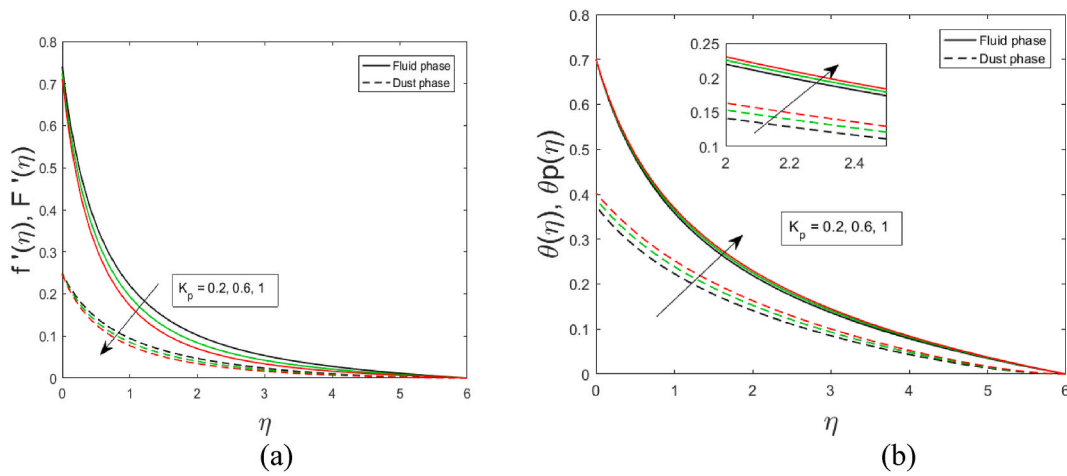 0.8
0.7
0.6
0.5
0.4
0.3
0.2
0.1
0
f '(η), F '(η)
Fluid phase
Dust phase
K_p = 0.2, 0.6, 1
0 1 2 3 4 5 6
η
(a)
0.8
0.7
0.6
0.5
0.4
0.3
0.2
0.1
0
θ(η), θp(η)
0.25
0.2
0.15
0.1
2 2.2 2.4
Fluid phase
Dust phase
K_p = 0.2, 0.6, 1
0 1 2 3 4 5 6
η
(b)